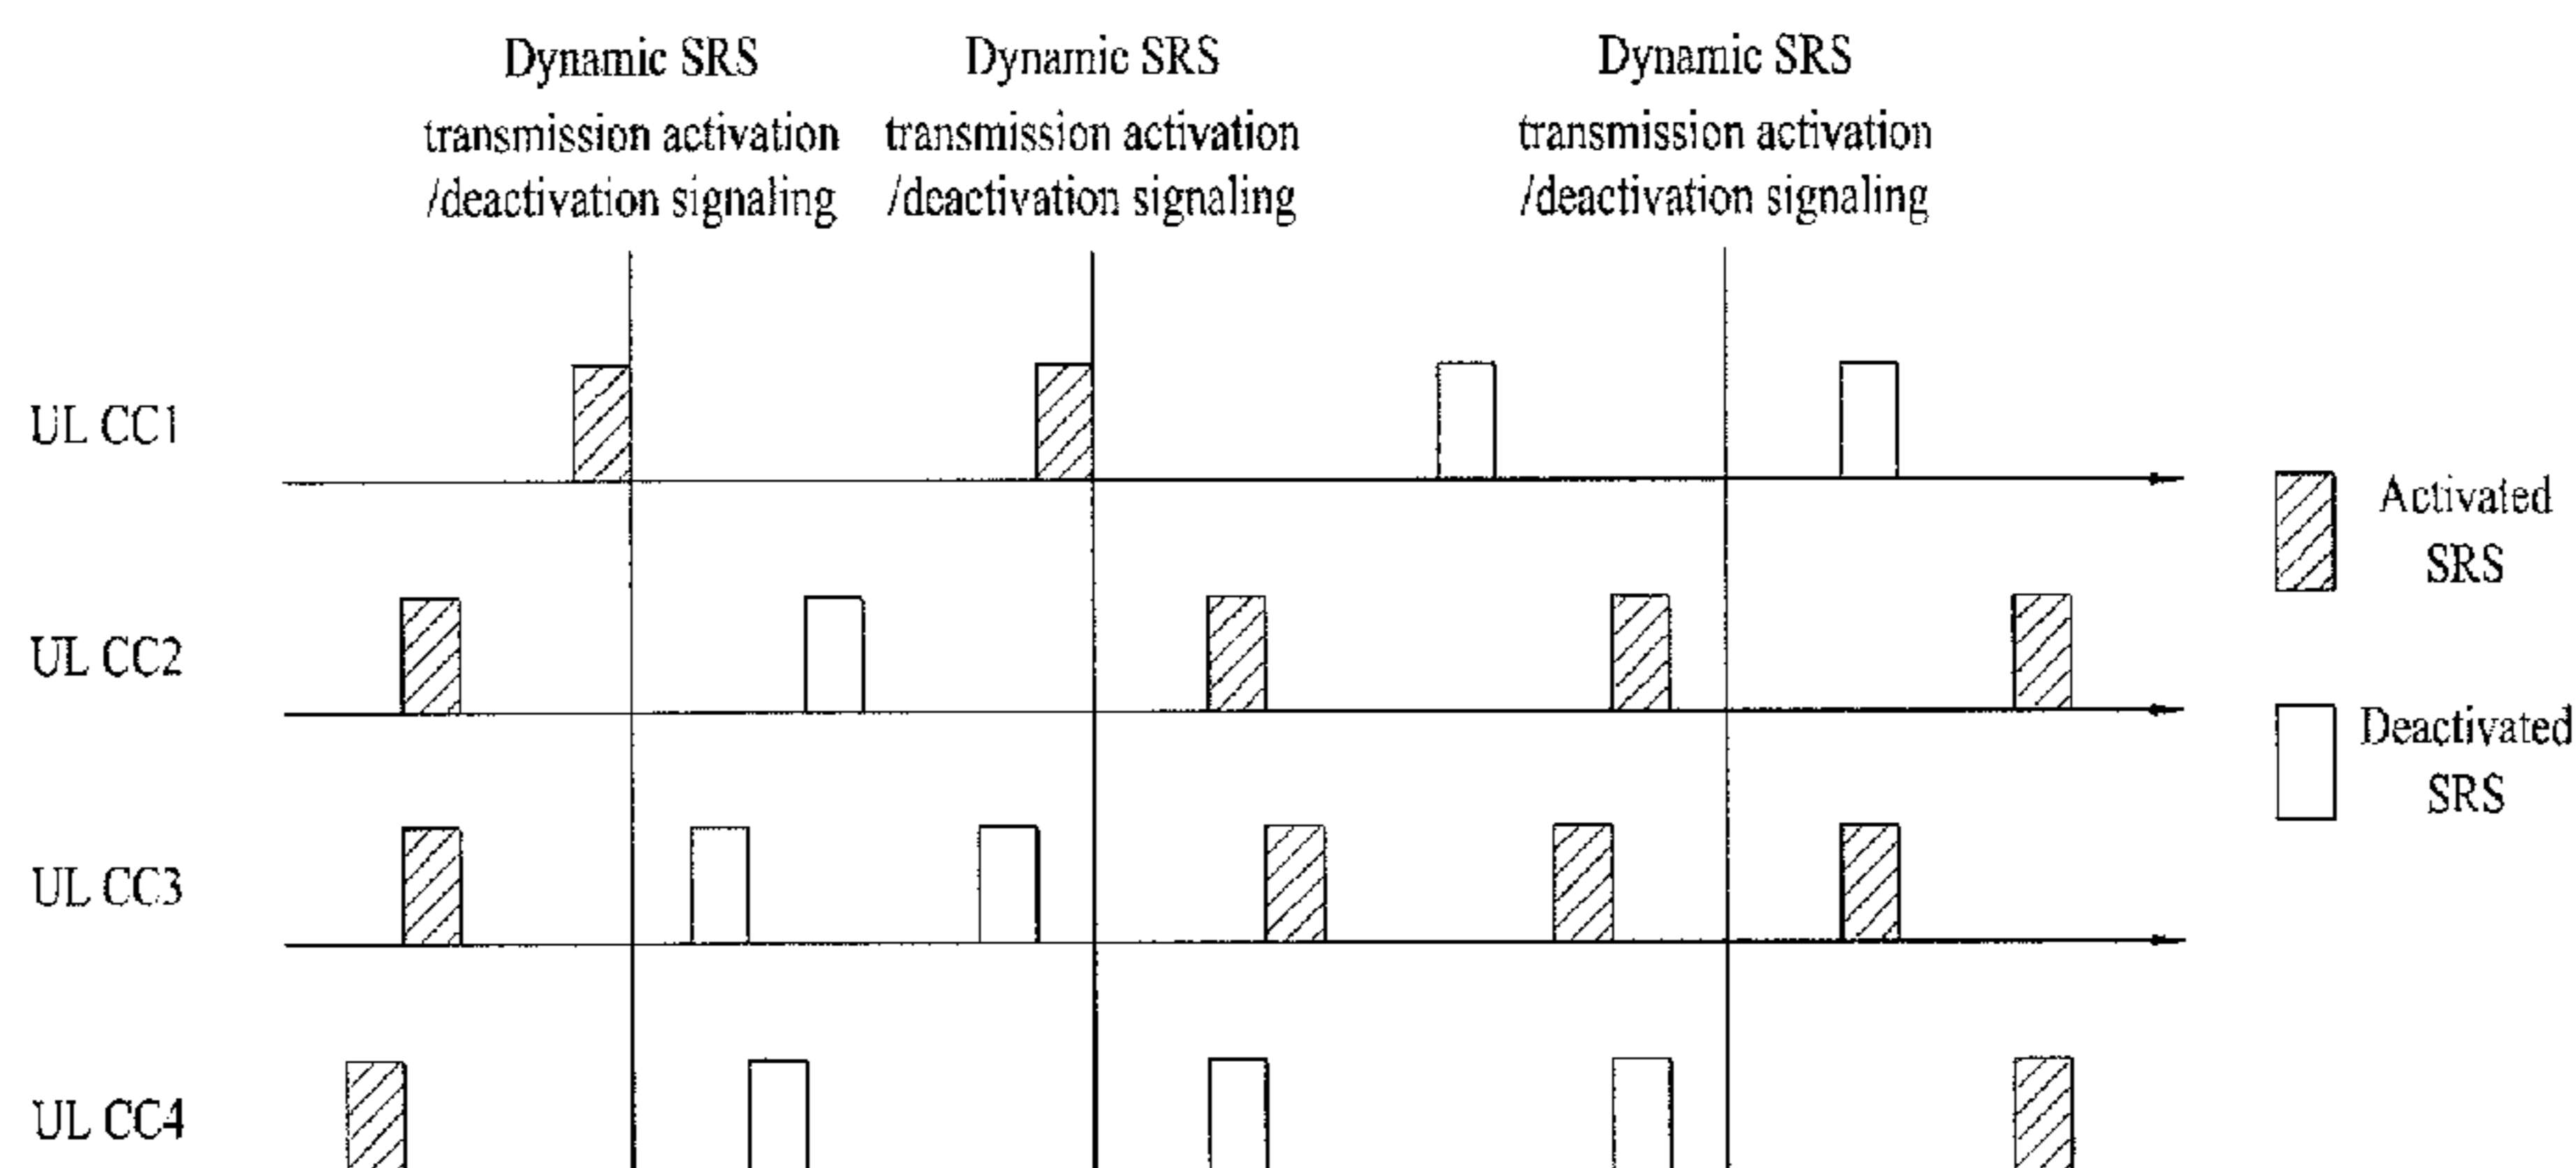 Dynamic SRS
transmission activation
/deactivation signaling
Dynamic SRS
transmission activation
/deactivation signaling
Dynamic SRS
transmission activation
/deactivation signaling
UL CC1
UL CC2
UL CC3
UL CC4
Activated
SRS
Deactivated
SRS